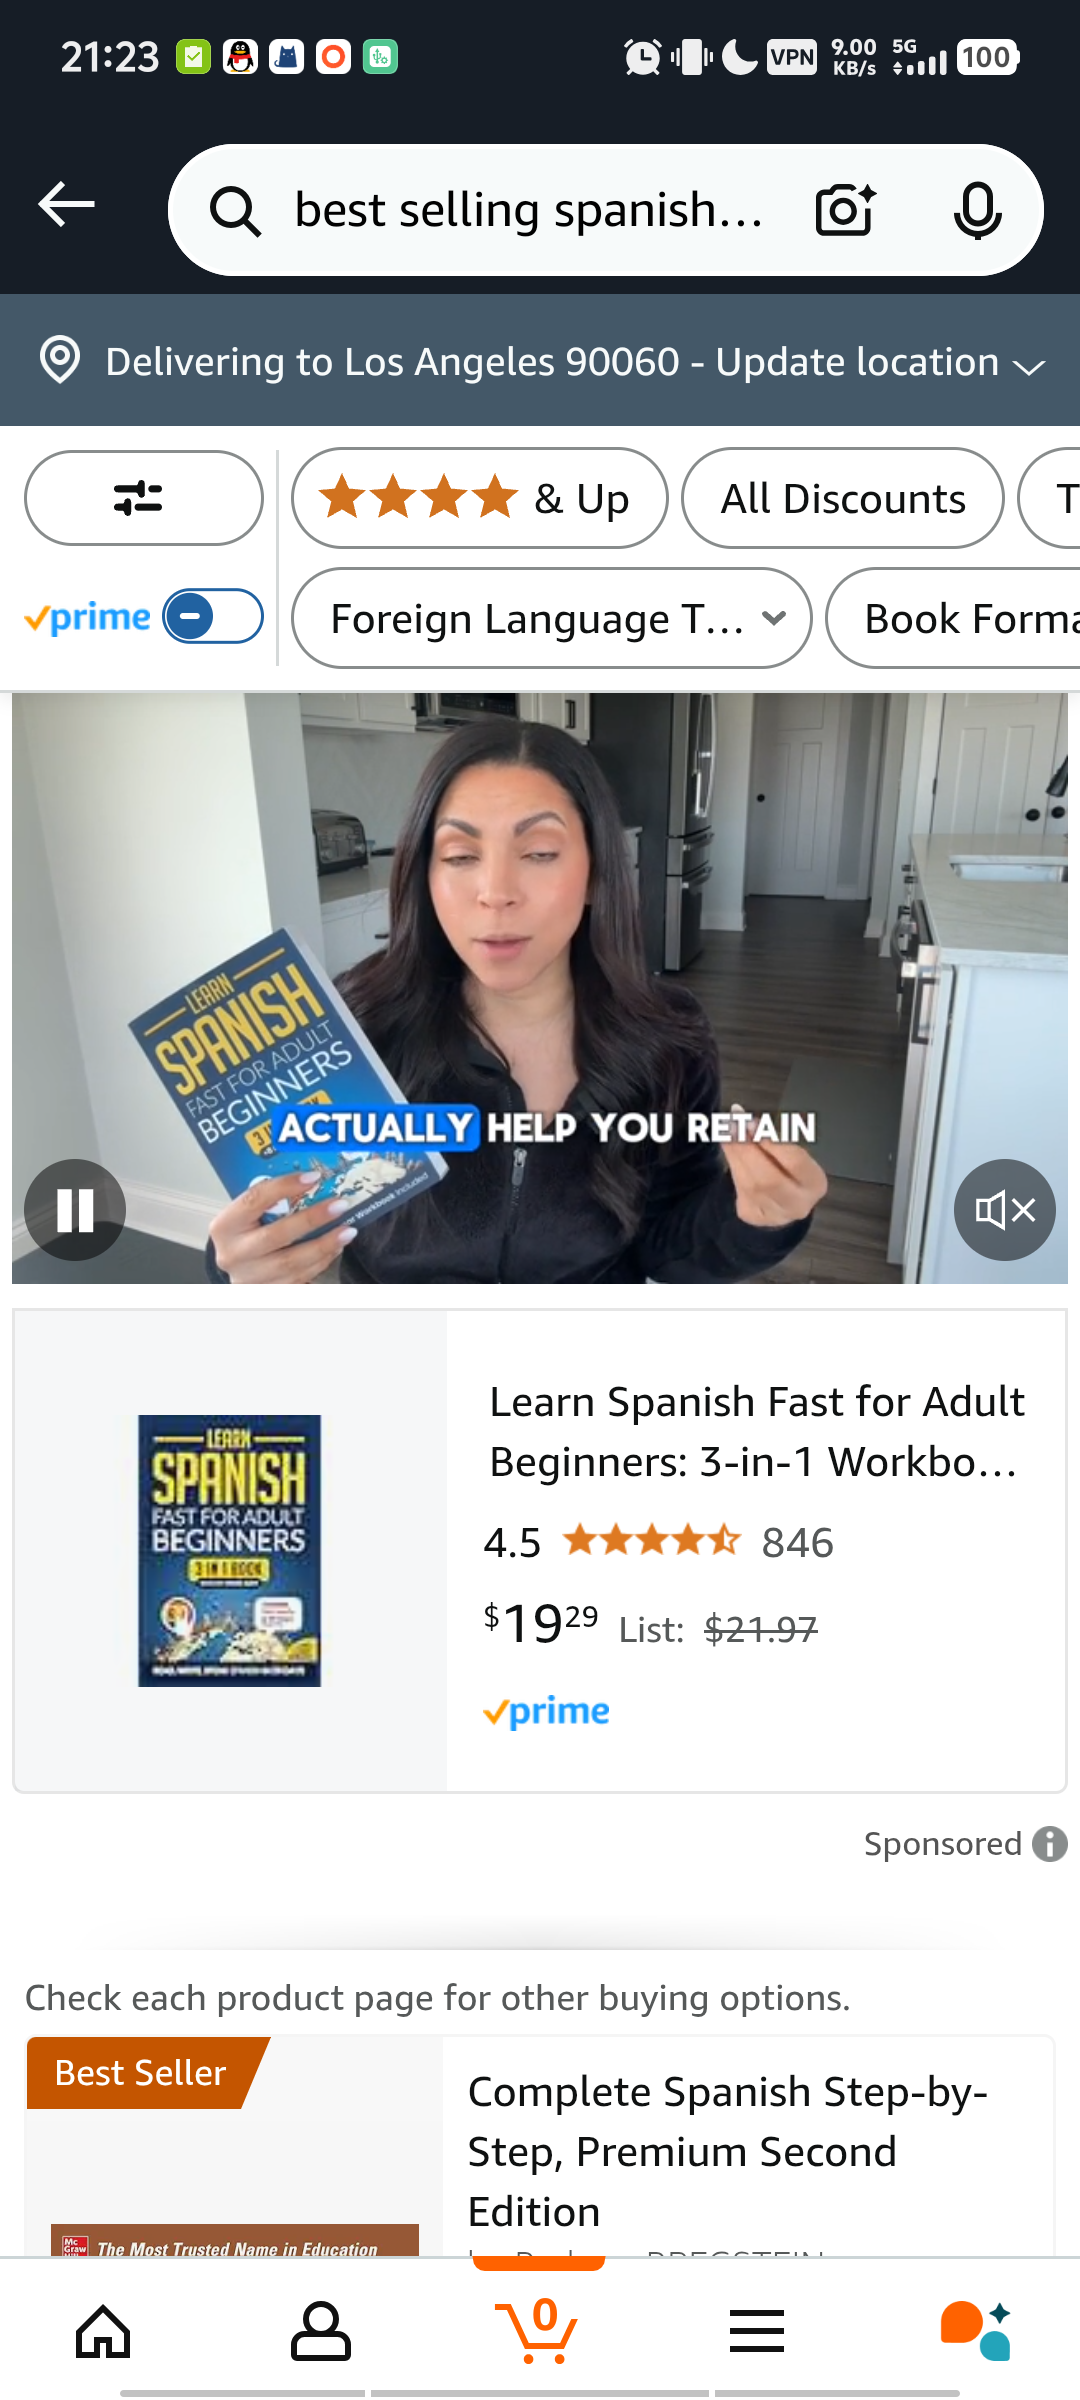 21:23
VPN
9.00
KB/s
5G
100
best selling spanish...
Delivering to Los Angeles 90060 - Update location
& Up
All Discounts
T
prime
Foreign Language T...
Book Forma
LEARN
SPANISH
FAST FOR ADULT
BEGINNERS
ACTUALLY HELP YOU RETAIN
Workbook Included
LEARN
SPANISH
FAST FOR ADULT
BEGINNERS
3 IN 1 BOOK
Learn Spanish Fast for Adult
Beginners: 3-in-1 Workbo...
4.5
846
$19.29
List: $21.97
prime
Sponsored
Check each product page for other buying options.
Best Seller
Complete Spanish Step-by-
Step, Premium Second
Edition
Mc
Graw
The Most Trusted Name in Education
0